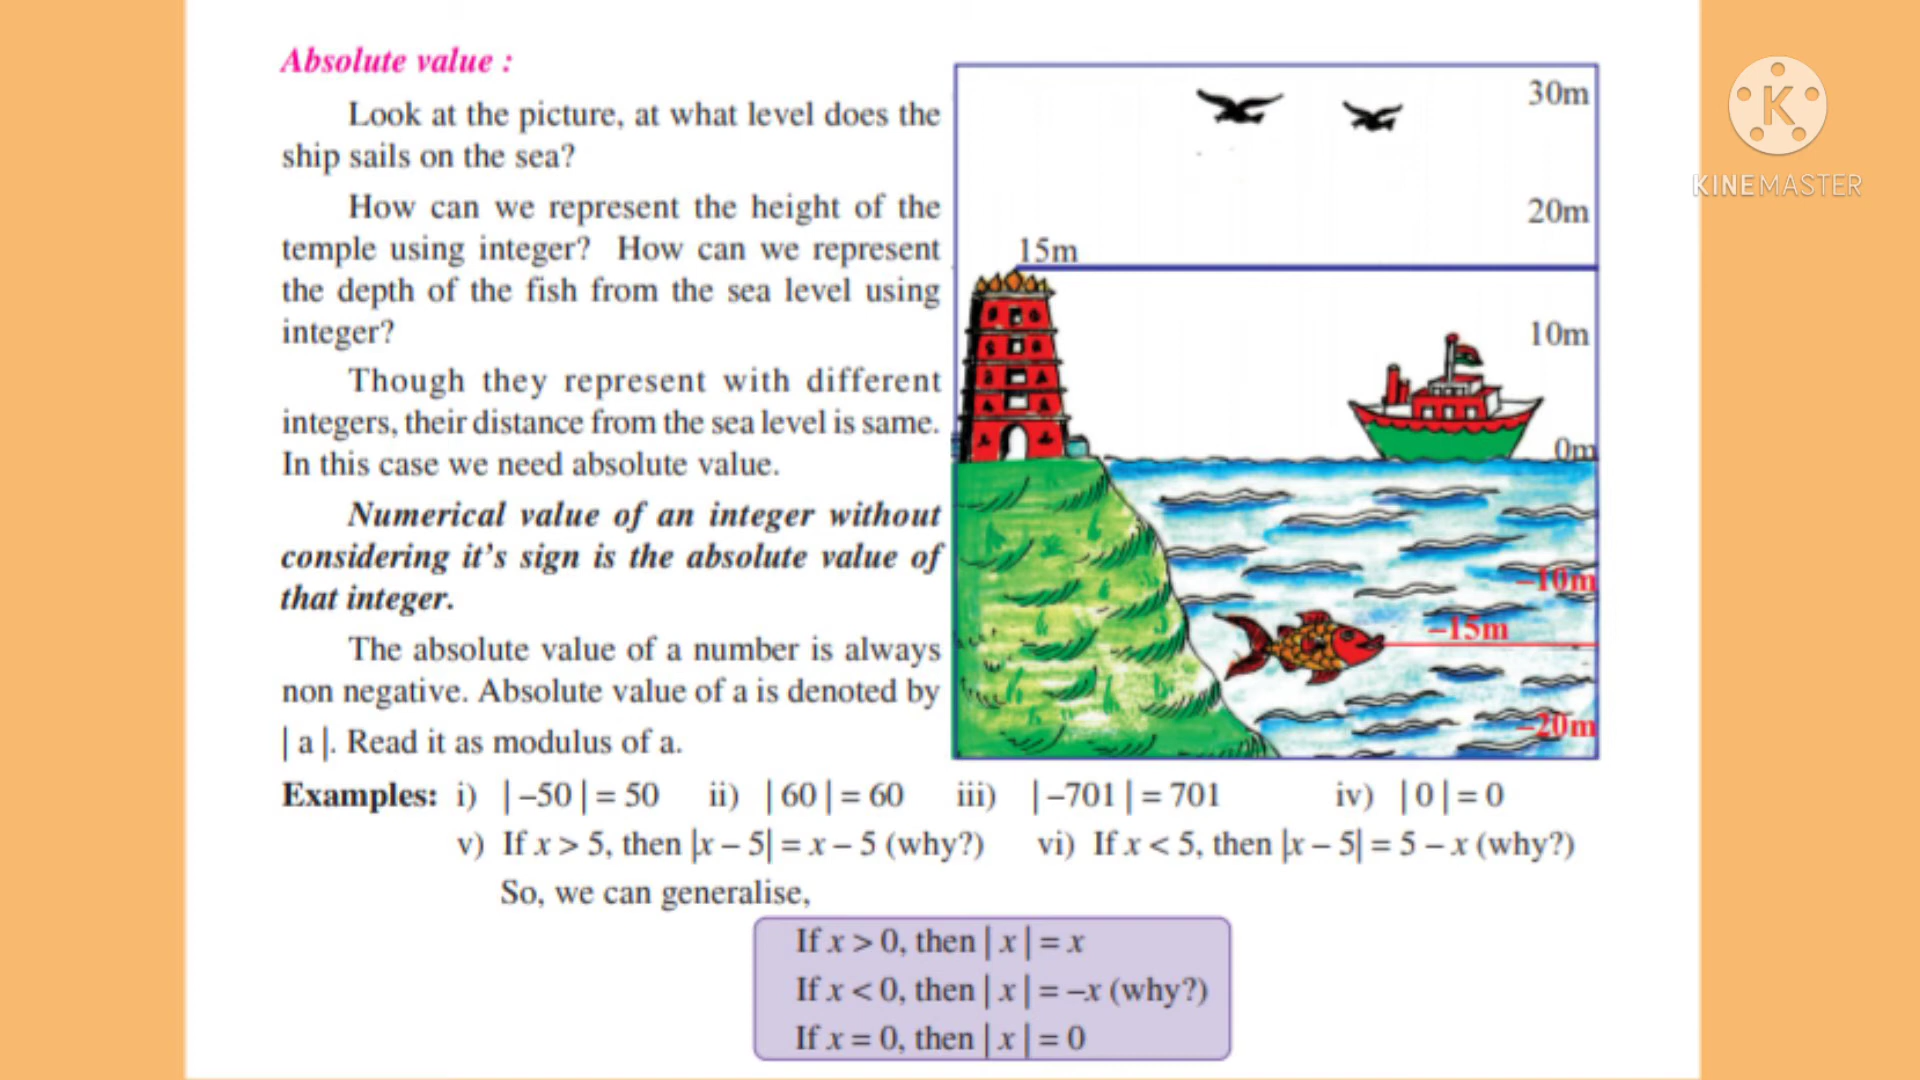 Absolute value :
Look at the picture, at what level does the
ship sails on the sea?
How can we represent the height of the
temple using integer? How can we represent
the depth of the fish from the sea level using
integer?
Though they represent with different
integers, their distance from the sea level is same.
In this case we need absolute value.
Numerical value of an integer without
considering it’s sign is the absolute value of
that integer.
The absolute value of a number is always
non negative. Absolute value of a is denoted by
| a |. Read it as modulus of a.
30m
20m
15m
10m
0m
–10m
–15m
–20m
Examples: i) | –50 | = 50 ii) | 60 | = 60 iii) | –701 | = 701 iv) | 0 | = 0
v) If x > 5, then |x – 5| = x – 5 (why?) vi) If x < 5, then |x – 5| = 5 – x (why?)
So, we can generalise,
If x > 0, then | x | = x
If x < 0, then | x | = –x (why?)
If x = 0, then | x | = 0
K
KINEMASTER